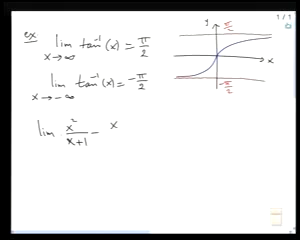 ex lim tan⁻¹(x) = π/2
x→∞
lim tan⁻¹(x) = -π/2
x→-∞
lim x²/(x+1) - x
y
π/2
x
-π/2
1/1